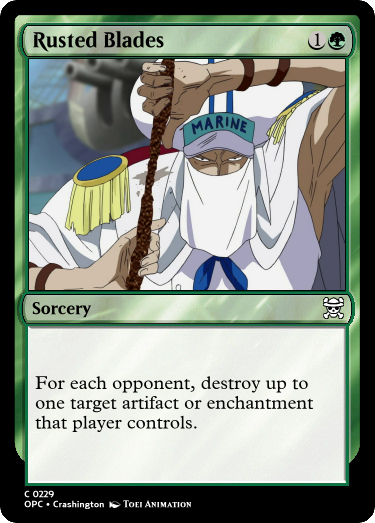 Rusted Blades 1
MARINE
Sorcery
For each opponent, destroy up to
one target artifact or enchantment
that player controls.
C 0229
OPC • Crashington Toei Animation